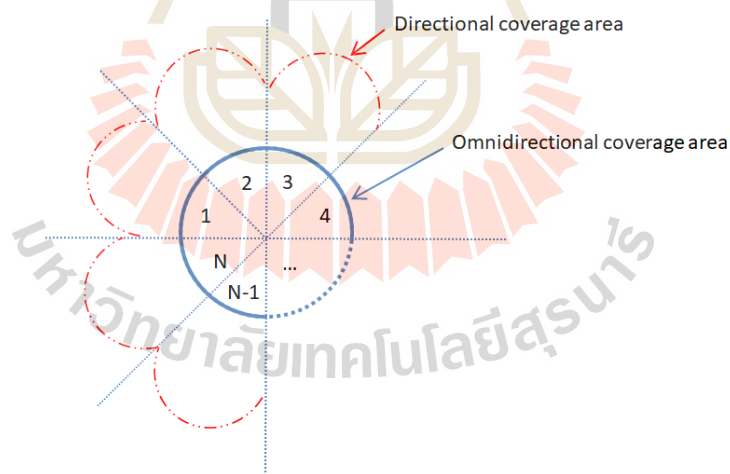 Directional coverage area
Omnidirectional coverage area
2
3
1
4
N
...
N-1
มหาวิทยาลัยเทคโนโลยีสุรนารี